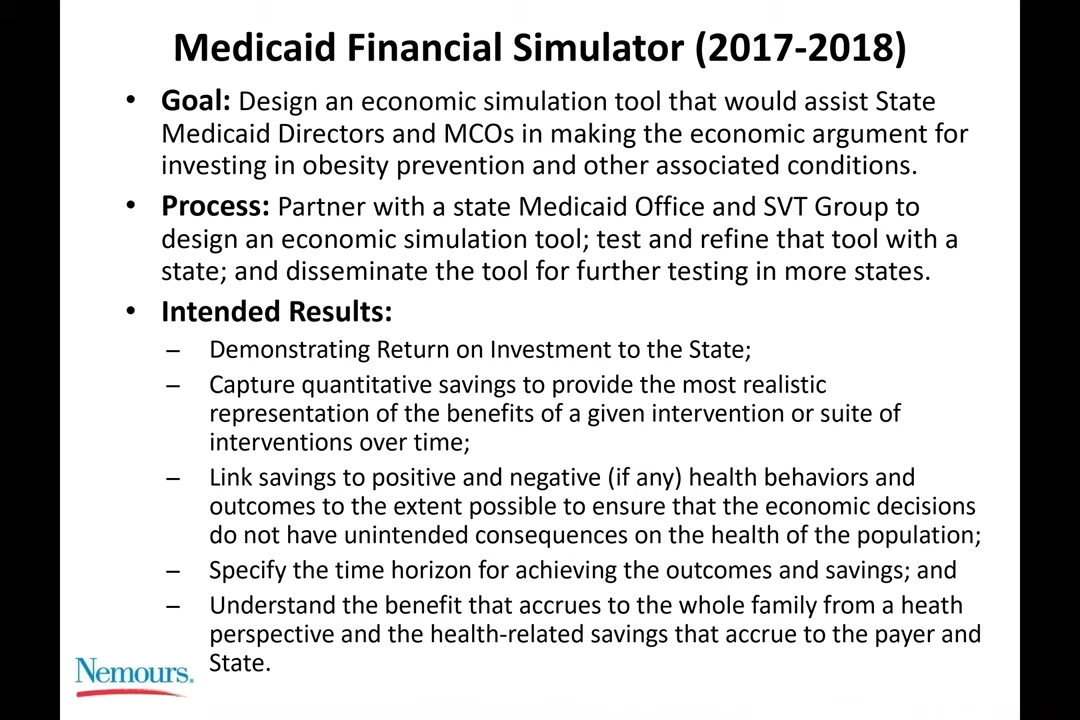 Medicaid Financial Simulator (2017-2018)
• Goal: Design an economic simulation tool that would assist State
Medicaid Directors and MCOs in making the economic argument for
investing in obesity prevention and other associated conditions.
• Process: Partner with a state Medicaid Office and SVT Group to
design an economic simulation tool; test and refine that tool with a
state; and disseminate the tool for further testing in more states.
• Intended Results:
– Demonstrating Return on Investment to the State;
– Capture quantitative savings to provide the most realistic
representation of the benefits of a given intervention or suite of
interventions over time;
– Link savings to positive and negative (if any) health behaviors and
outcomes to the extent possible to ensure that the economic decisions
do not have unintended consequences on the health of the population;
– Specify the time horizon for achieving the outcomes and savings; and
– Understand the benefit that accrues to the whole family from a heath
perspective and the health-related savings that accrue to the payer and
State.
Nemours.